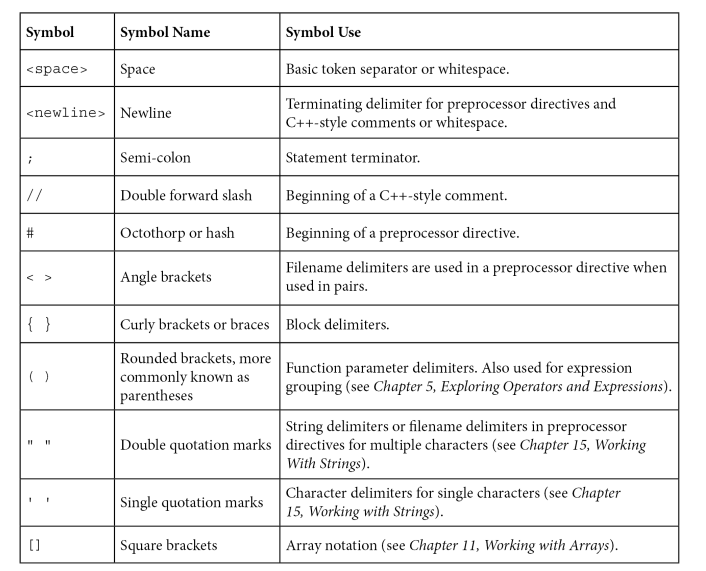 Symbol Symbol Name Symbol Use
<space> Space Basic token separator or whitespace.
<newline> Newline Terminating delimiter for preprocessor directives and
C++-style comments or whitespace.
; Semi-colon Statement terminator.
// Double forward slash Beginning of a C++-style comment.
# Octothorp or hash Beginning of a preprocessor directive.
< > Angle brackets Filename delimiters are used in a preprocessor directive when
used in pairs.
{ } Curly brackets or braces Block delimiters.
( ) Rounded brackets, more
commonly known as
parentheses
Function parameter delimiters. Also used for expression
grouping (see Chapter 5, Exploring Operators and Expressions).
" " Double quotation marks String delimiters or filename delimiters in preprocessor
directives for multiple characters (see Chapter 15, Working
With Strings).
' ' Single quotation marks Character delimiters for single characters (see Chapter
15, Working with Strings).
[] Square brackets Array notation (see Chapter 11, Working with Arrays).